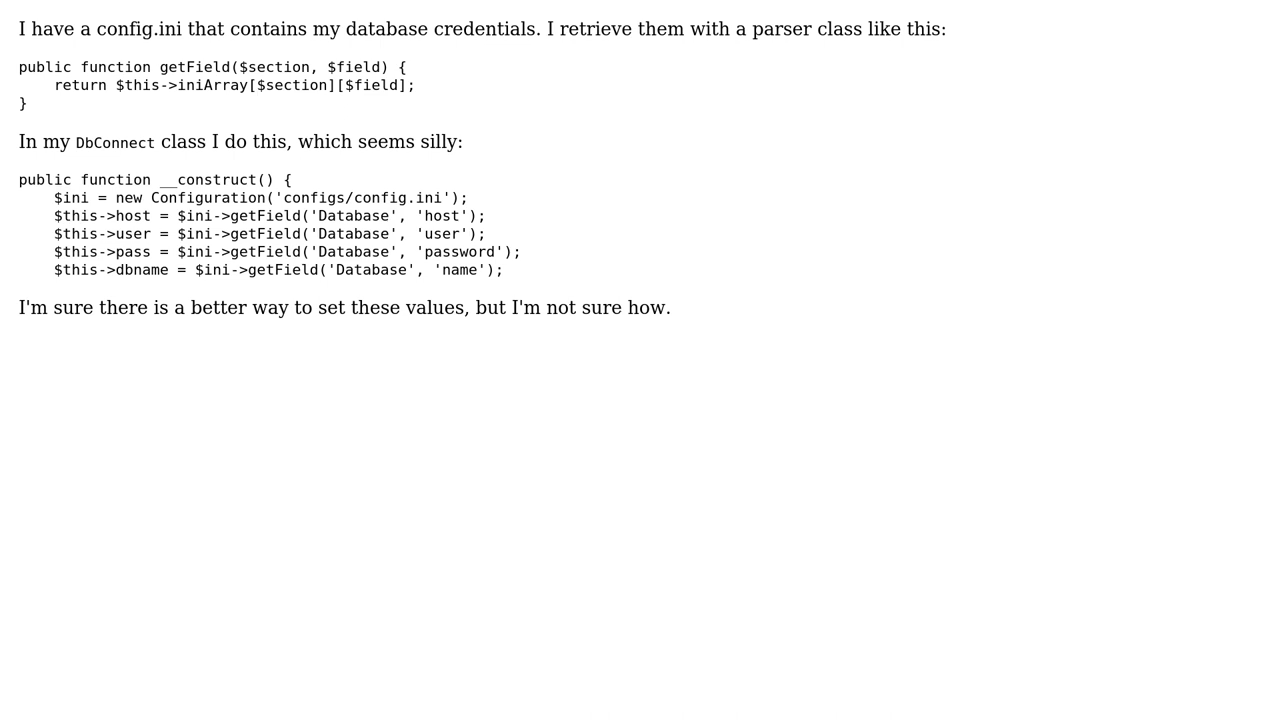 I have a config.ini that contains my database credentials. I retrieve them with a parser class like this:
public function getField($section, $field) {
    return $this->iniArray[$section][$field];
}
In my DbConnect class I do this, which seems silly:
public function __construct() {
    $ini = new Configuration('configs/config.ini');
    $this->host = $ini->getField('Database', 'host');
    $this->user = $ini->getField('Database', 'user');
    $this->pass = $ini->getField('Database', 'password');
    $this->dbname = $ini->getField('Database', 'name');
I'm sure there is a better way to set these values, but I'm not sure how.